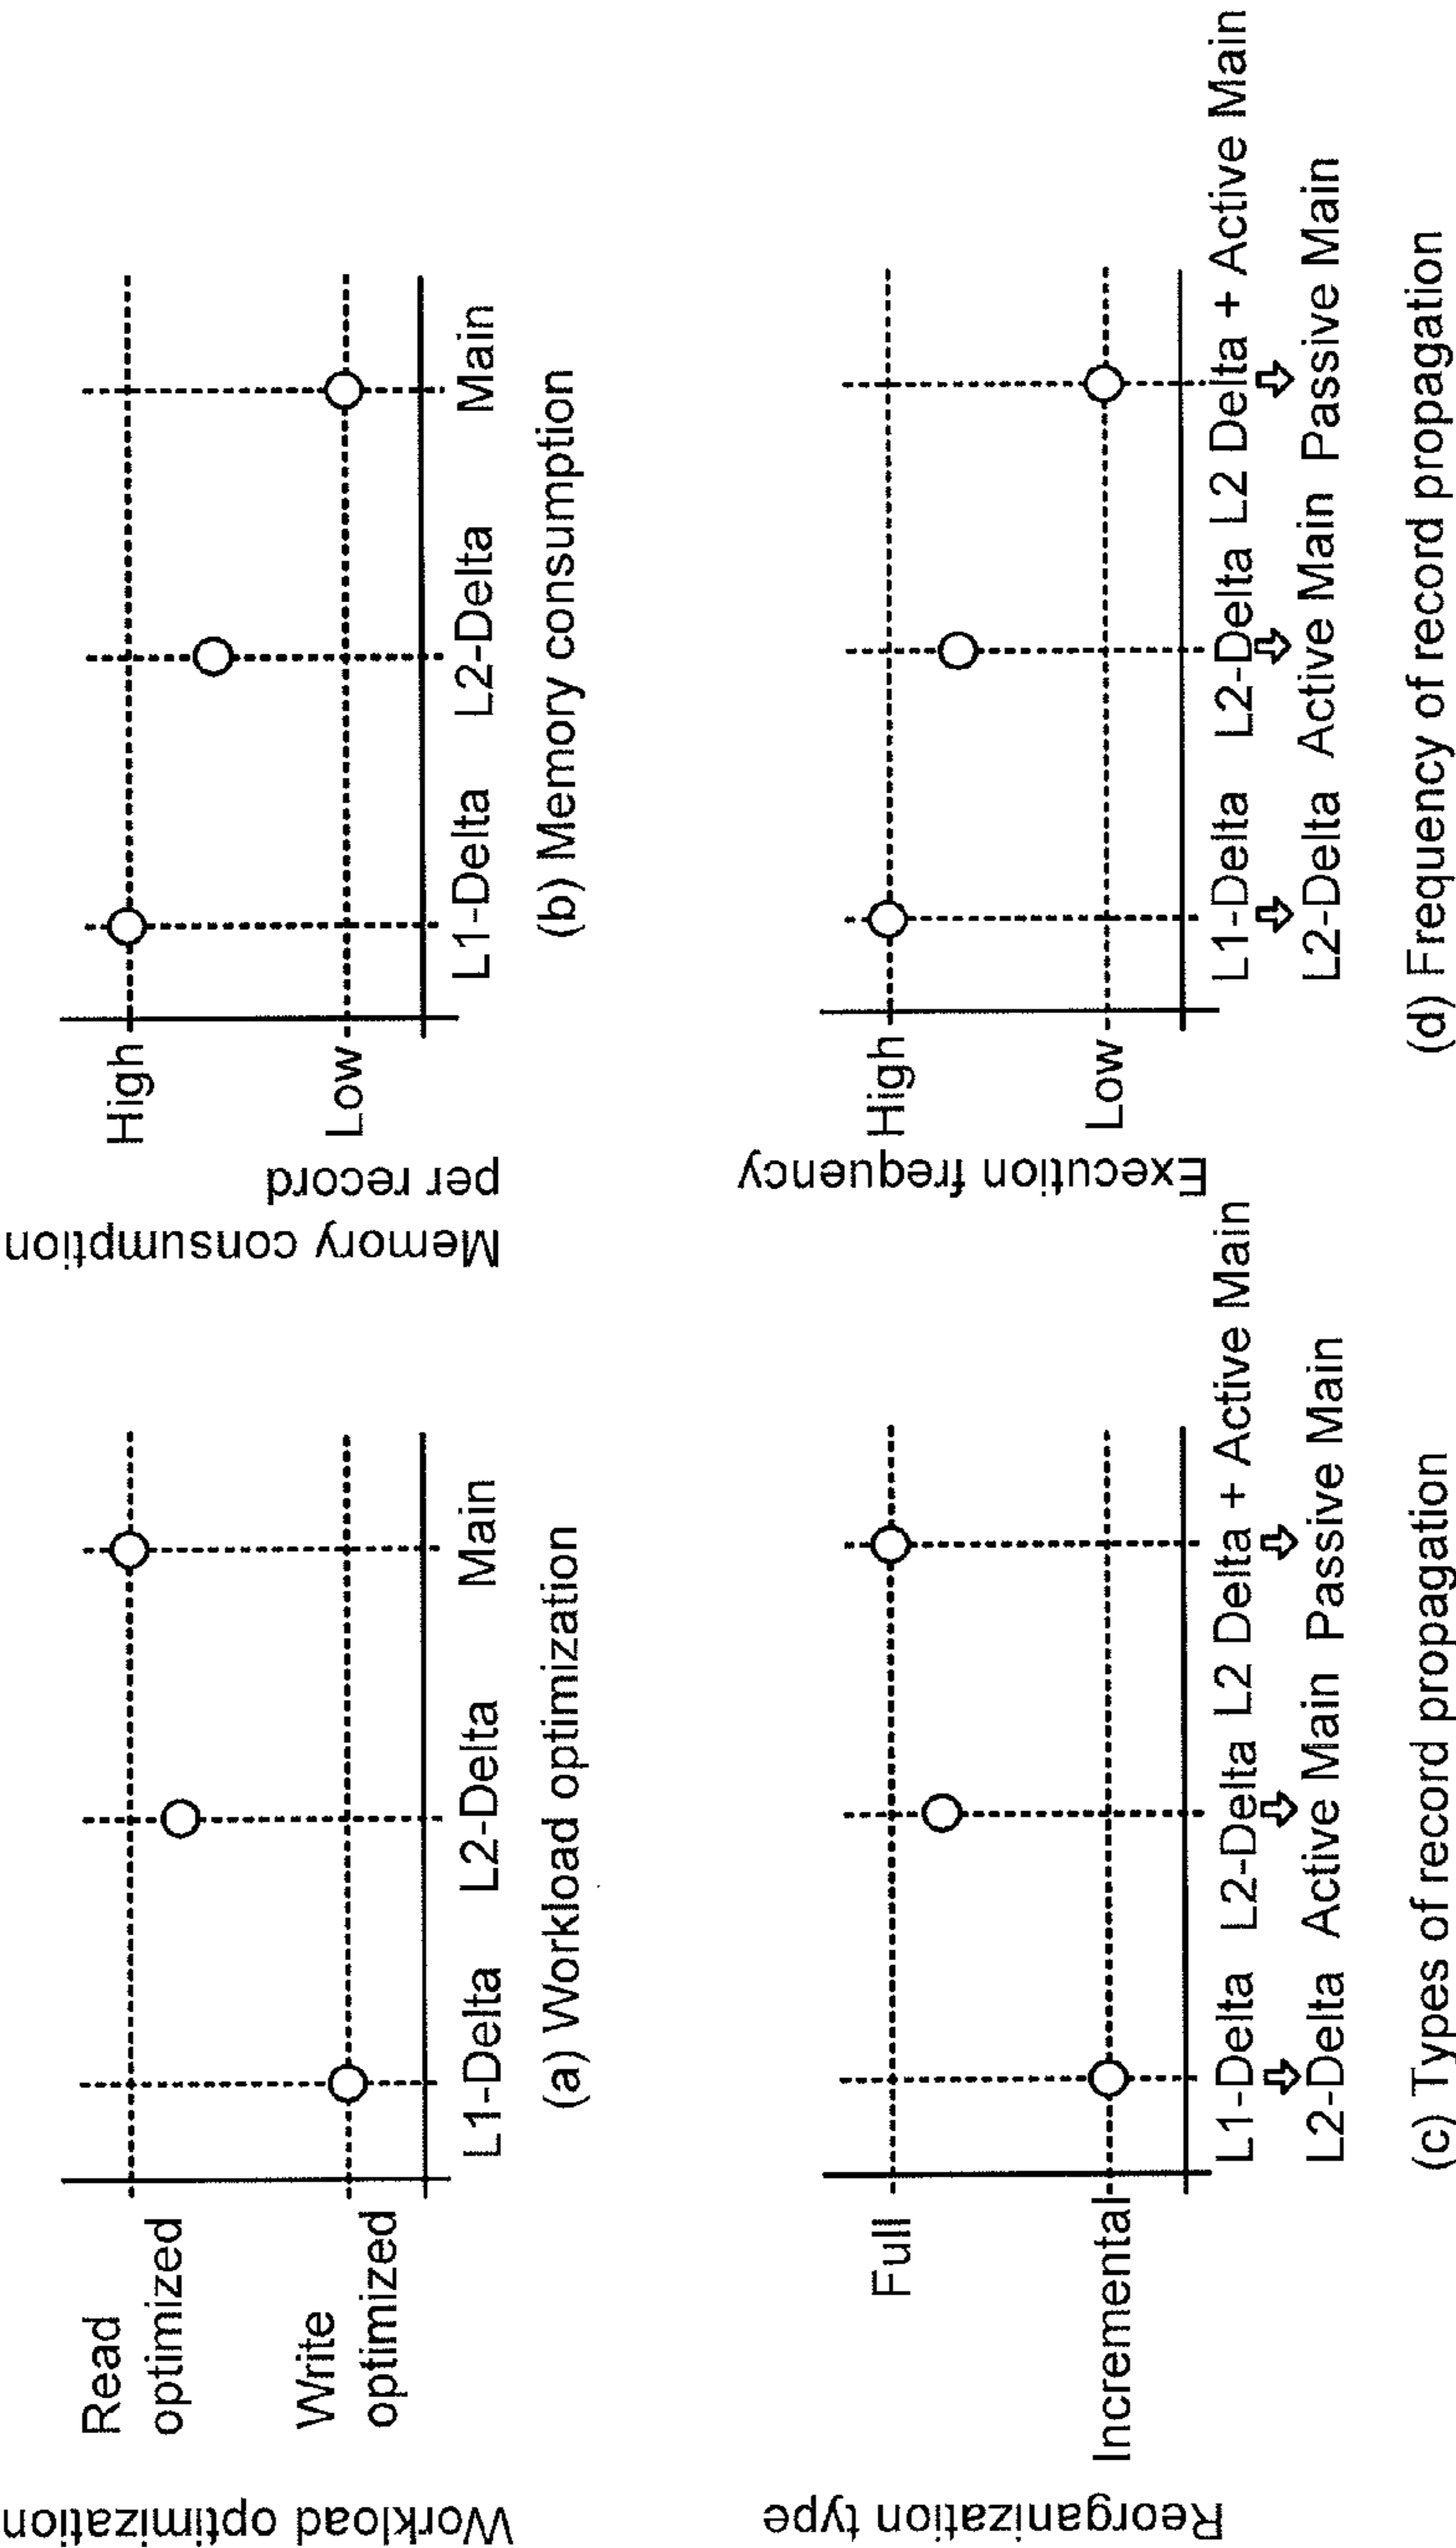 Workload optimization
Read
optimized
Write
optimized
L1-Delta L2-Delta Main
(a) Workload optimization
Memory consumption
per record
High
Low
L1-Delta L2-Delta Main
(b) Memory consumption
Reorganization type
Full
Incremental
L1-Delta L2-Delta L2 Delta + Active Main
L2-Delta Active Main Passive Main
(c) Types of record propagation
Execution frequency
High
Low
L1-Delta L2-Delta L2 Delta + Active Main
L2-Delta Active Main Passive Main
(d) Frequency of record propagation